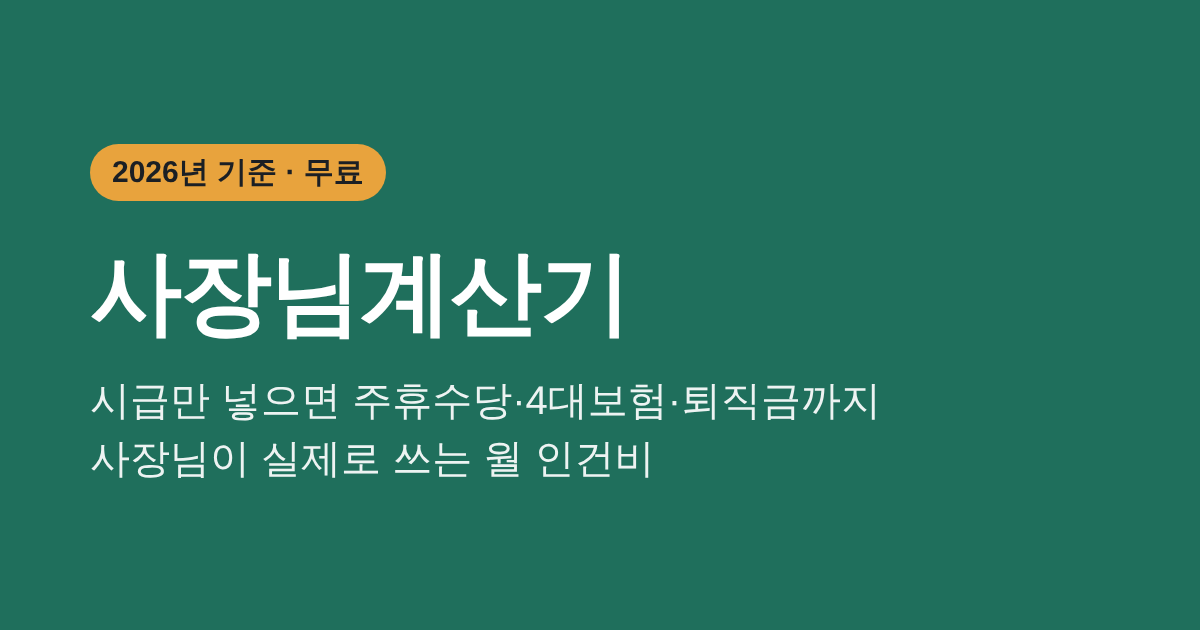 2026년 기준 · 무료
사장님계산기
시급만 넣으면 주휴수당·4대보험·퇴직금까지
사장님이 실제로 쓰는 월 인건비